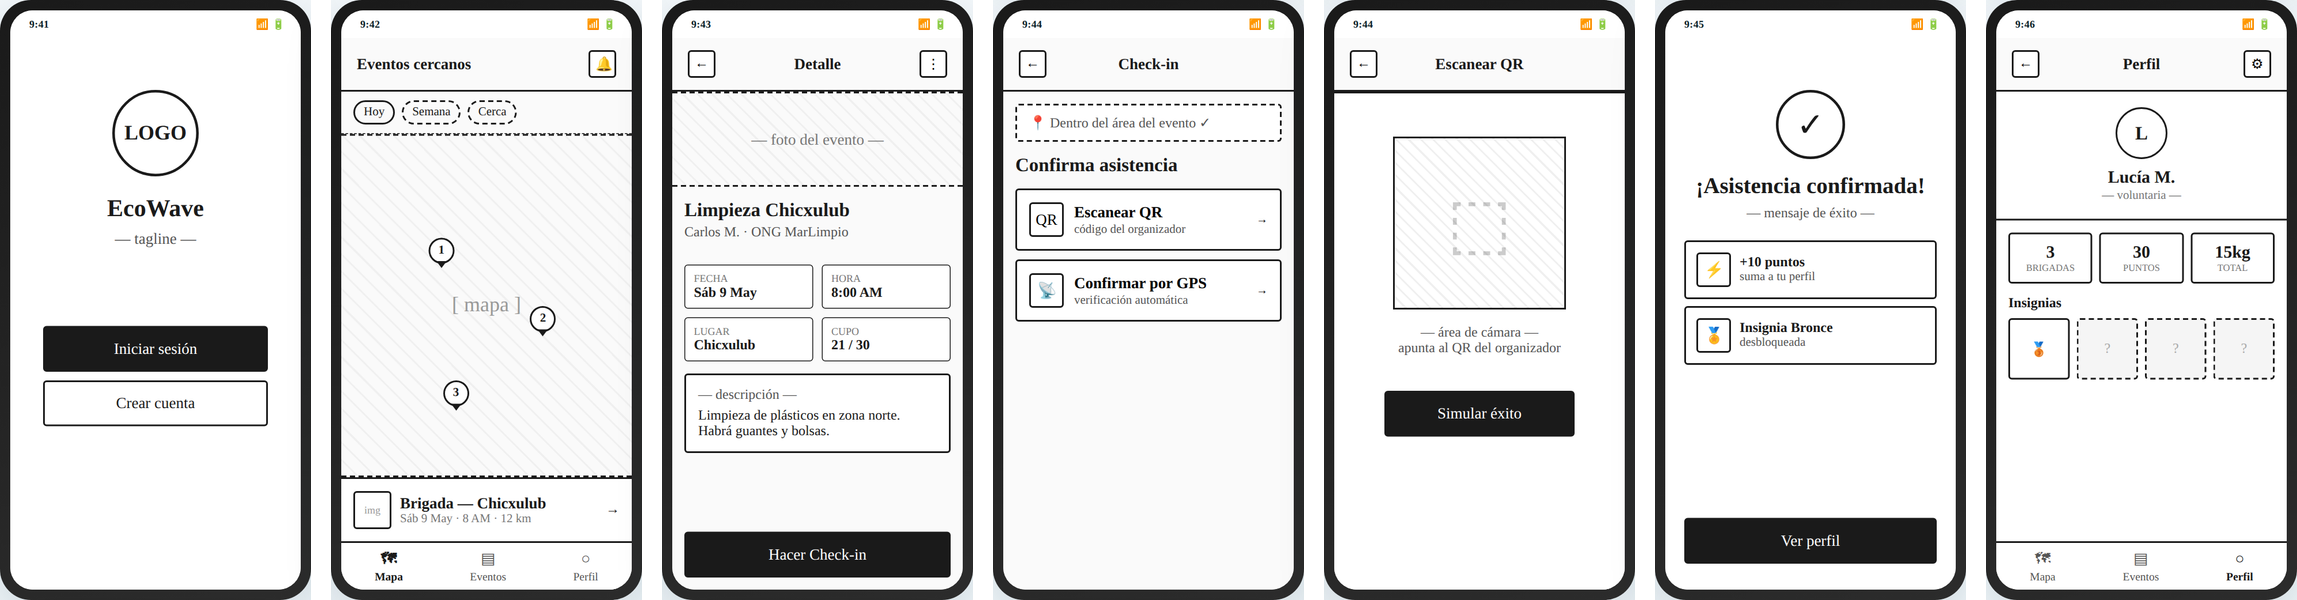 9:41
LOGO
EcoWave
— tagline —
Iniciar sesión
Crear cuenta
9:42
Eventos cercanos
Hoy
Semana
Cerca
1
[ mapa ]
2
3
img
Brigada — Chicxulub
Sáb 9 May · 8 AM · 12 km
→
Mapa
Eventos
Perfil
9:43
←
Detalle
⋮
— foto del evento —
Limpieza Chicxulub
Carlos M. · ONG MarLimpio
FECHA
Sáb 9 May
HORA
8:00 AM
LUGAR
Chicxulub
CUPO
21 / 30
— descripción —
Limpieza de plásticos en zona norte.
Habrá guantes y bolsas.
Hacer Check-in
9:44
←
Check-in
📍 Dentro del área del evento ✓
Confirma asistencia
QR
Escanear QR
código del organizador
→
Confirmar por GPS
verificación automática
→
9:44
←
Escanear QR
— área de cámara —
apunta al QR del organizador
Simular éxito
9:45
✓
¡Asistencia confirmada!
— mensaje de éxito —
+10 puntos
suma a tu perfil
Insignia Bronce
desbloqueada
Ver perfil
9:46
←
Perfil
L
Lucía M.
— voluntaria —
3
BRIGADAS
30
PUNTOS
15kg
TOTAL
Insignias
?
?
?
Mapa
Eventos
Perfil